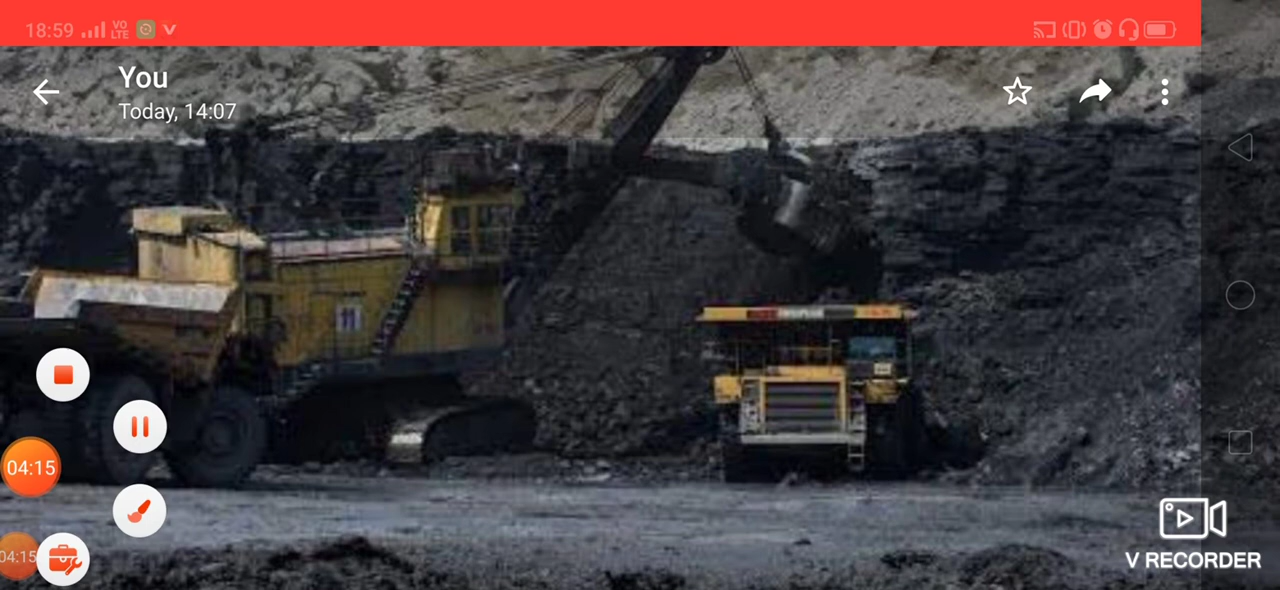 18:59
VO
LTE
You
Today, 14:07
04:15
04:15
V RECORDER